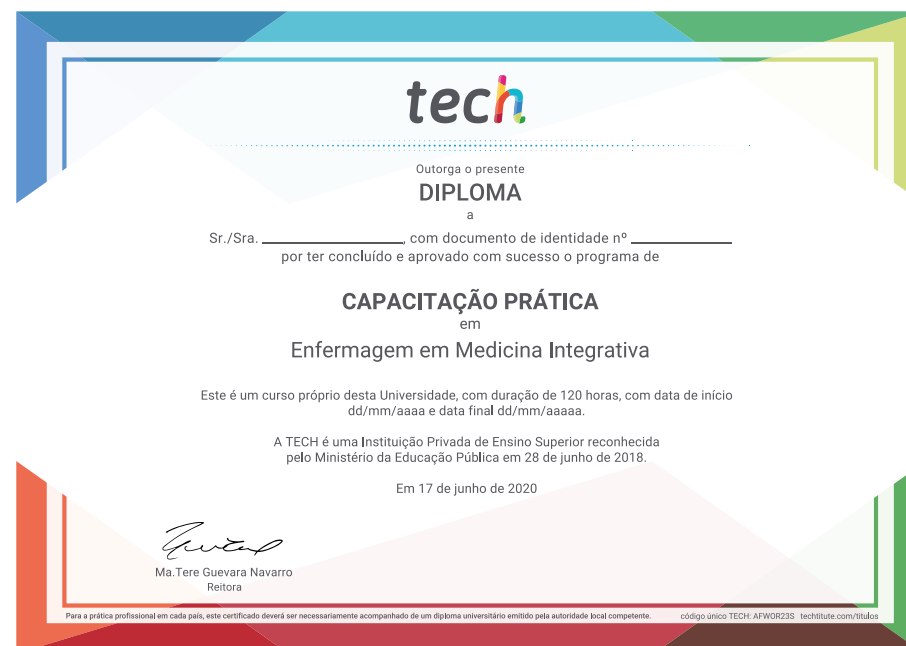 tech
Outorga o presente
DIPLOMA
a
Sr./Sra. ___________________, com documento de identidade nº ______________
por ter concluído e aprovado com sucesso o programa de
CAPACITAÇÃO PRÁTICA
em
Enfermagem em Medicina Integrativa
Este é um curso próprio desta Universidade, com duração de 120 horas, com data de início
dd/mm/aaaa e data final dd/mm/aaaaa.
A TECH é uma Instituição Privada de Ensino Superior reconhecida
pelo Ministério da Educação Pública em 28 de junho de 2018.
Em 17 de junho de 2020
Ma.Tere Guevara Navarro
Reitora
Para a prática profissional em cada país, este certificado deverá ser necessariamente acompanhado de um diploma universitário emitido pela autoridade local competente. código único TECH: AFWOR23S techtitute.com/titulos